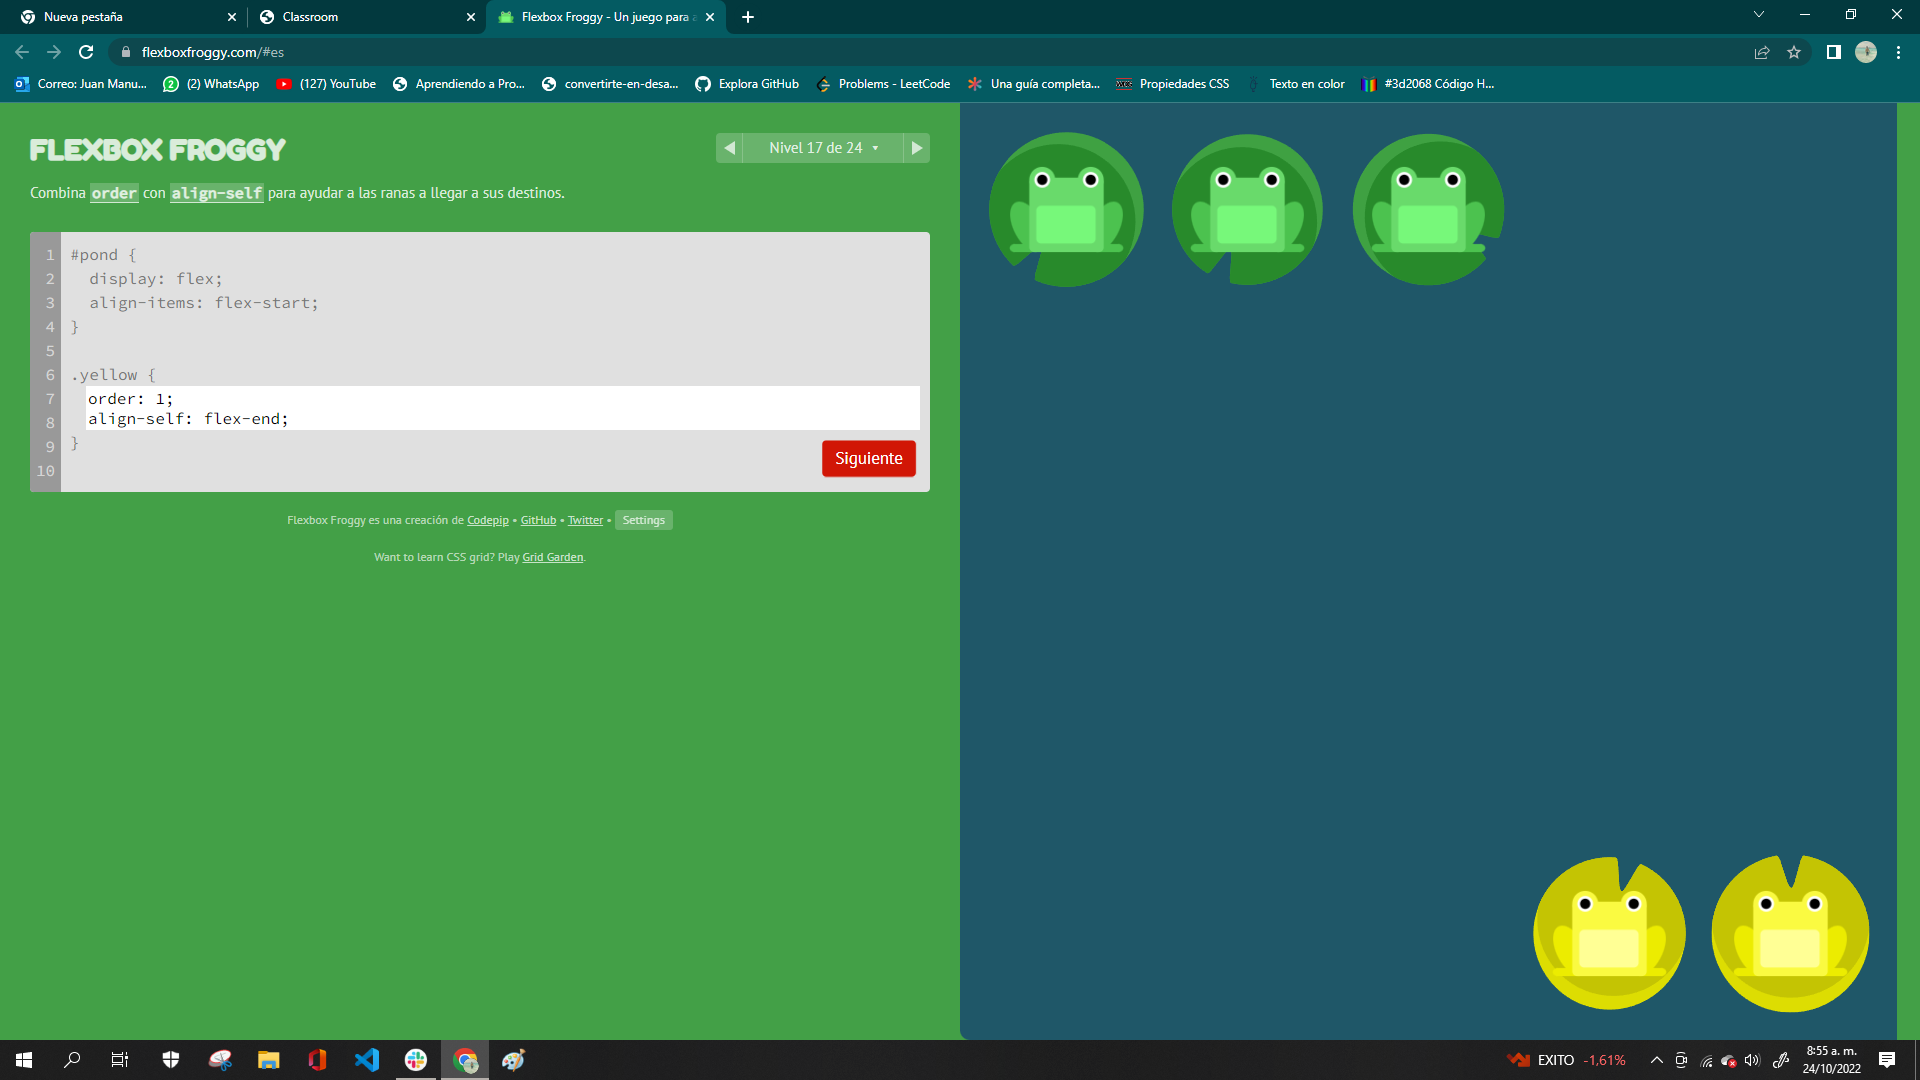 Nueva pestaña
Classroom
Flexbox Froggy - Un juego para a
flexboxfroggy.com/#es
Correo: Juan Manu...
(2) WhatsApp
(127) YouTube
Aprendiendo a Pro...
convertirte-en-desa...
Explora GitHub
Problems - LeetCode
Una guía completa...
Propiedades CSS
Texto en color
#3d2068 Código H...
FLEXBOX FROGGY
Nivel 17 de 24
Combina order con align-self para ayudar a las ranas a llegar a sus destinos.
1 #pond {
2 display: flex;
3 align-items: flex-start;
4 }
5
6 .yellow {
7 order: 1;
8 align-self: flex-end;
9 }
10
Siguiente
Flexbox Froggy es una creación de Codepip • GitHub • Twitter • Settings
Want to learn CSS grid? Play Grid Garden.
EXITO -1,61%
8:55 a. m.
24/10/2022